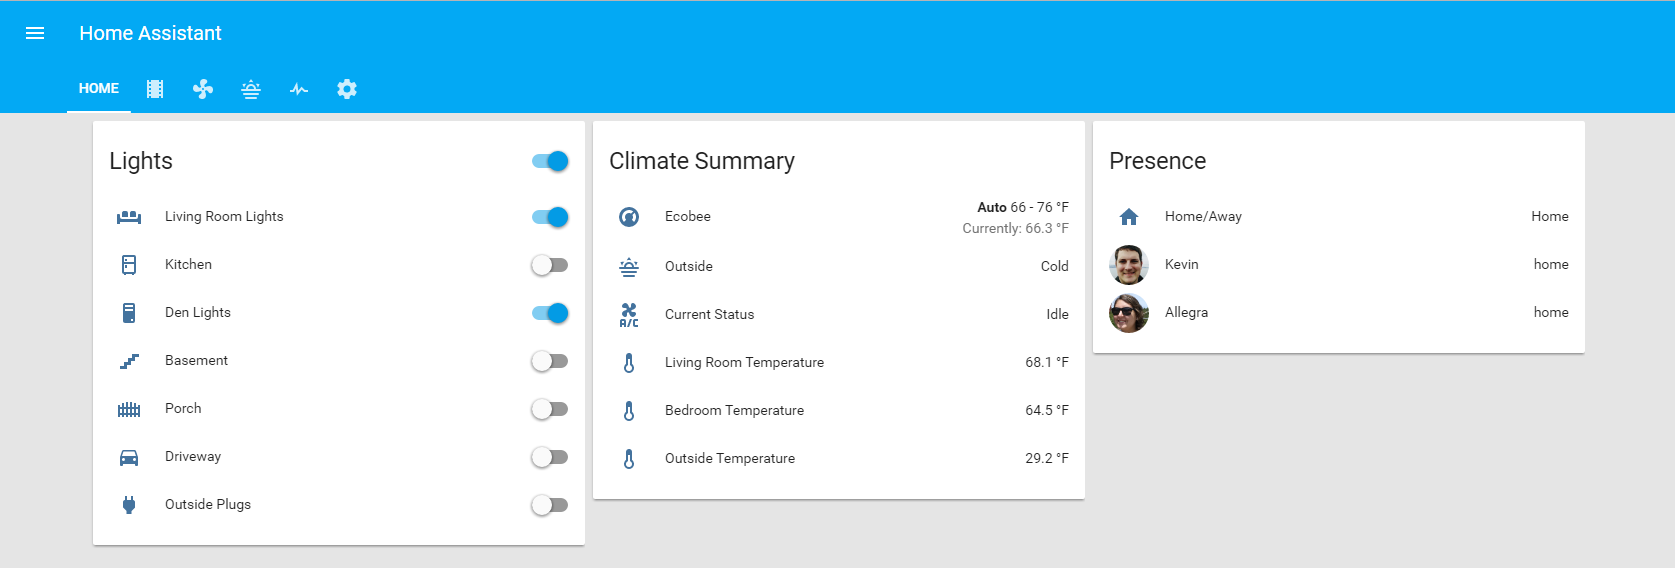 Home Assistant
HOME
Lights
Living Room Lights
Kitchen
Den Lights
Basement
Porch
Driveway
Outside Plugs
Climate Summary
Ecobee
Auto 66 - 76 °F
Currently: 66.3 °F
Outside Cold
A/C
Current Status Idle
Living Room Temperature 68.1 °F
Bedroom Temperature 64.5 °F
Outside Temperature 29.2 °F
Presence
Home/Away Home
Kevin home
Allegra home